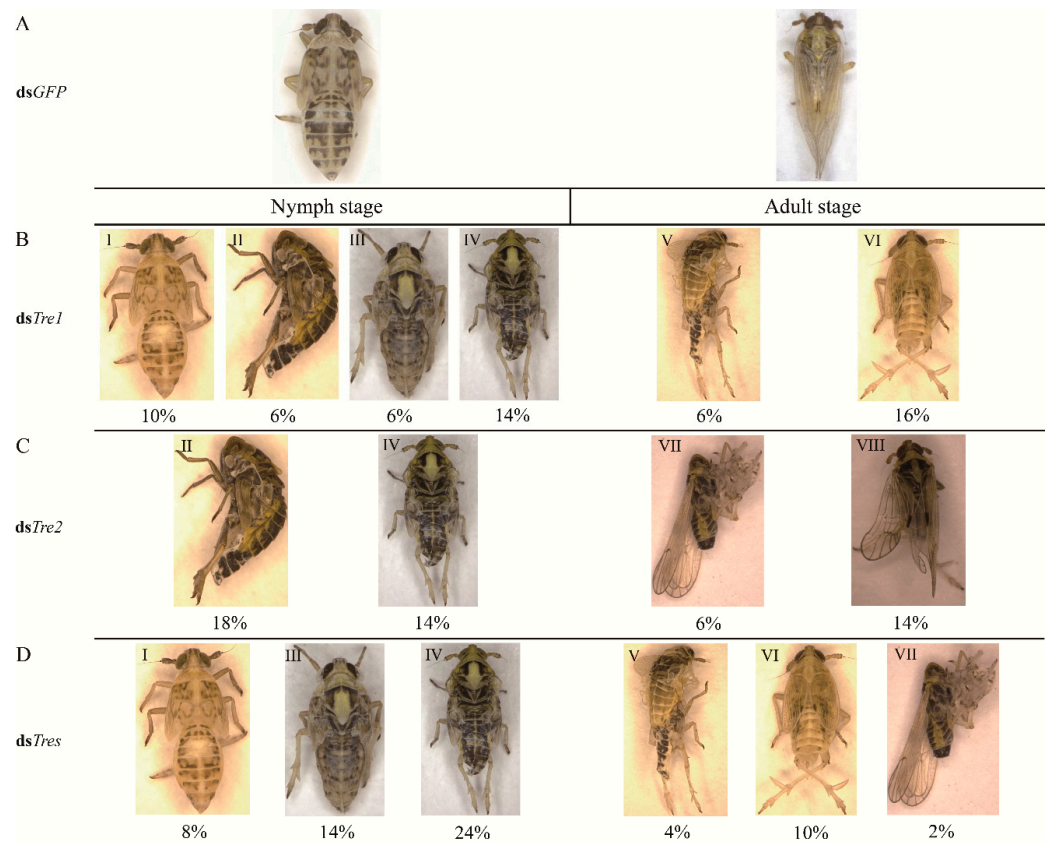 A
dsGFP
Nymph stage Adult stage
B I II III IV V VI
dsTre1
10% 6% 6% 14% 6% 16%
C II IV VII VIII
dsTre2
18% 14% 6% 14%
D I III IV V VI VII
dsTres
8% 14% 24% 4% 10% 2%